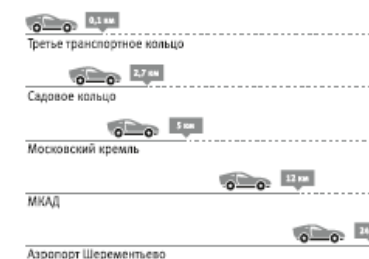 0,1 км
Третье транспортное кольцо
2,7 км
Садовое кольцо
5 км
Московский кремль
12 км
МКАД
Аэропорт Шереметьево